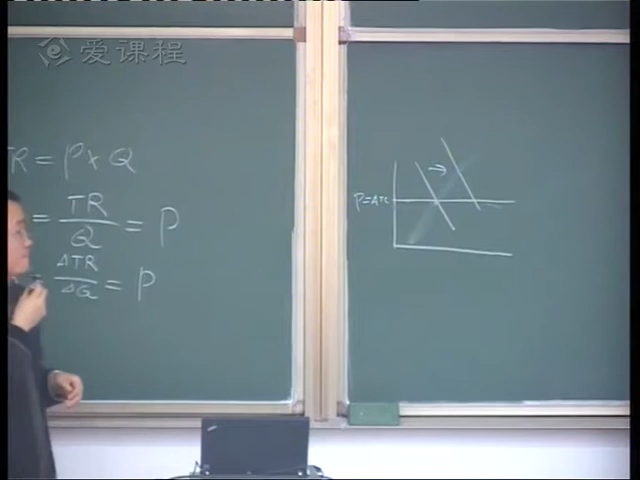 爱课程
TR = P × Q
= TR/Q = P
ΔTR/ΔQ = P
P=ATC